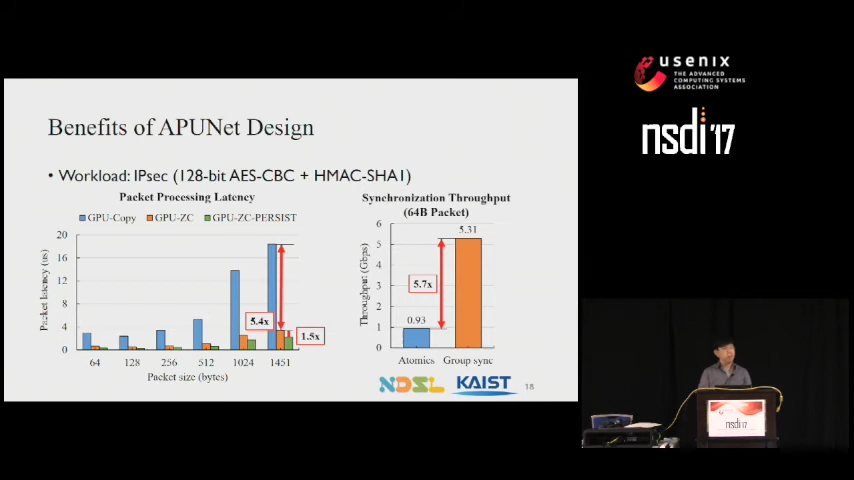 usenix
THE ADVANCED
COMPUTING SYSTEMS
ASSOCIATION
nsdi '17
Benefits of APUNet Design
• Workload: IPsec (128-bit AES-CBC + HMAC-SHA1)
Packet Processing Latency
GPU-Copy GPU-ZC GPU-ZC-PERSIST
Packet latency (us)
20
16
12
8
4
0
5.4x
1.5x
64 128 256 512 1024 1451
Packet size (bytes)
Synchronization Throughput
(64B Packet)
Throughput (Gbps)
6
5
4
3
2
1
0
5.31
5.7x
0.93
Atomics Group sync
NDSL KAIST 18
nsdi '17